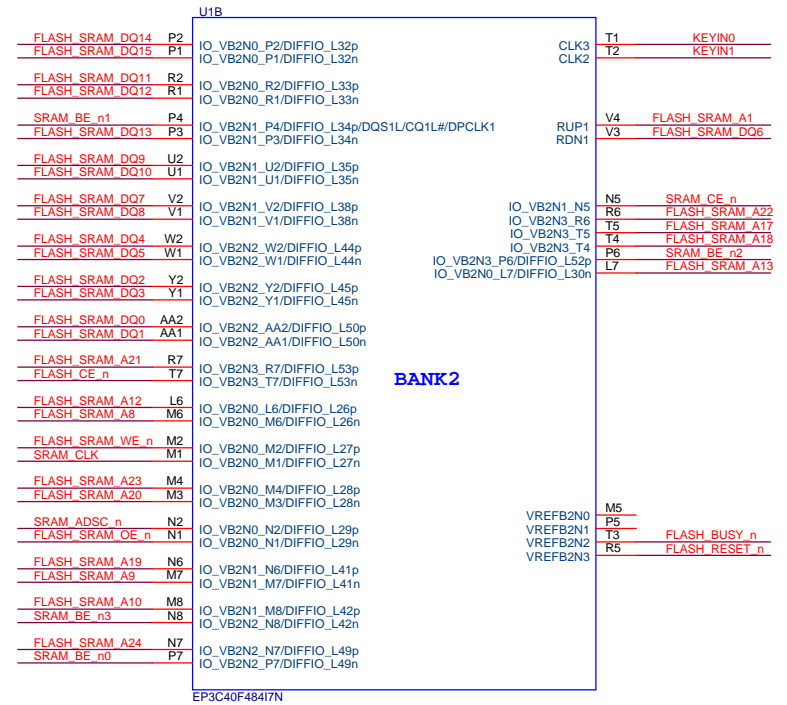 U1B
FLASH_SRAM_DQ14 P2 IO_VB2N0_P2/DIFFIO_L32p
FLASH_SRAM_DQ15 P1 IO_VB2N0_P1/DIFFIO_L32n
FLASH_SRAM_DQ11 R2 IO_VB2N0_R2/DIFFIO_L33p
FLASH_SRAM_DQ12 R1 IO_VB2N0_R1/DIFFIO_L33n
SRAM_BE_n1 P4 IO_VB2N1_P4/DIFFIO_L34p/DQS1L/CQ1L#/DPCLK1
FLASH_SRAM_DQ13 P3 IO_VB2N1_P3/DIFFIO_L34n
FLASH_SRAM_DQ9 U2 IO_VB2N1_U2/DIFFIO_L35p
FLASH_SRAM_DQ10 U1 IO_VB2N1_U1/DIFFIO_L35n
FLASH_SRAM_DQ7 V2 IO_VB2N1_V2/DIFFIO_L38p
FLASH_SRAM_DQ8 V1 IO_VB2N1_V1/DIFFIO_L38n
FLASH_SRAM_DQ4 W2 IO_VB2N2_W2/DIFFIO_L44p
FLASH_SRAM_DQ5 W1 IO_VB2N2_W1/DIFFIO_L44n
FLASH_SRAM_DQ2 Y2 IO_VB2N2_Y2/DIFFIO_L45p
FLASH_SRAM_DQ3 Y1 IO_VB2N2_Y1/DIFFIO_L45n
FLASH_SRAM_DQ0 AA2 IO_VB2N2_AA2/DIFFIO_L50p
FLASH_SRAM_DQ1 AA1 IO_VB2N2_AA1/DIFFIO_L50n
FLASH_SRAM_A21 R7 IO_VB2N3_R7/DIFFIO_L53p
FLASH_CE_n T7 IO_VB2N3_T7/DIFFIO_L53n
FLASH_SRAM_A12 L6 IO_VB2N0_L6/DIFFIO_L26p
FLASH_SRAM_A8 M6 IO_VB2N0_M6/DIFFIO_L26n
FLASH_SRAM_WE_n M2 IO_VB2N0_M2/DIFFIO_L27p
SRAM_CLK M1 IO_VB2N0_M1/DIFFIO_L27n
FLASH_SRAM_A23 M4 IO_VB2N0_M4/DIFFIO_L28p
FLASH_SRAM_A20 M3 IO_VB2N0_M3/DIFFIO_L28n
SRAM_ADSC_n N2 IO_VB2N0_N2/DIFFIO_L29p
FLASH_SRAM_OE_n N1 IO_VB2N0_N1/DIFFIO_L29n
FLASH_SRAM_A19 N6 IO_VB2N1_N6/DIFFIO_L41p
FLASH_SRAM_A9 M7 IO_VB2N1_M7/DIFFIO_L41n
FLASH_SRAM_A10 M8 IO_VB2N1_M8/DIFFIO_L42p
SRAM_BE_n3 N8 IO_VB2N2_N8/DIFFIO_L42n
FLASH_SRAM_A24 N7 IO_VB2N2_N7/DIFFIO_L49p
SRAM_BE_n0 P7 IO_VB2N2_P7/DIFFIO_L49n
BANK2
CLK3 T1 KEYIN0
CLK2 T2 KEYIN1
RUP1 V4 FLASH_SRAM_A1
RDN1 V3 FLASH_SRAM_DQ6
IO_VB2N1_N5 N5 SRAM_CE_n
IO_VB2N3_R6 R6 FLASH_SRAM_A22
IO_VB2N3_T5 T5 FLASH_SRAM_A17
IO_VB2N3_T4 T4 FLASH_SRAM_A18
IO_VB2N3_P6/DIFFIO_L52p P6 SRAM_BE_n2
IO_VB2N0_L7/DIFFIO_L30n L7 FLASH_SRAM_A13
VREFB2N0 M5
VREFB2N1 P5
VREFB2N2 T3 FLASH_BUSY_n
VREFB2N3 R5 FLASH_RESET_n
EP3C40F484I7N